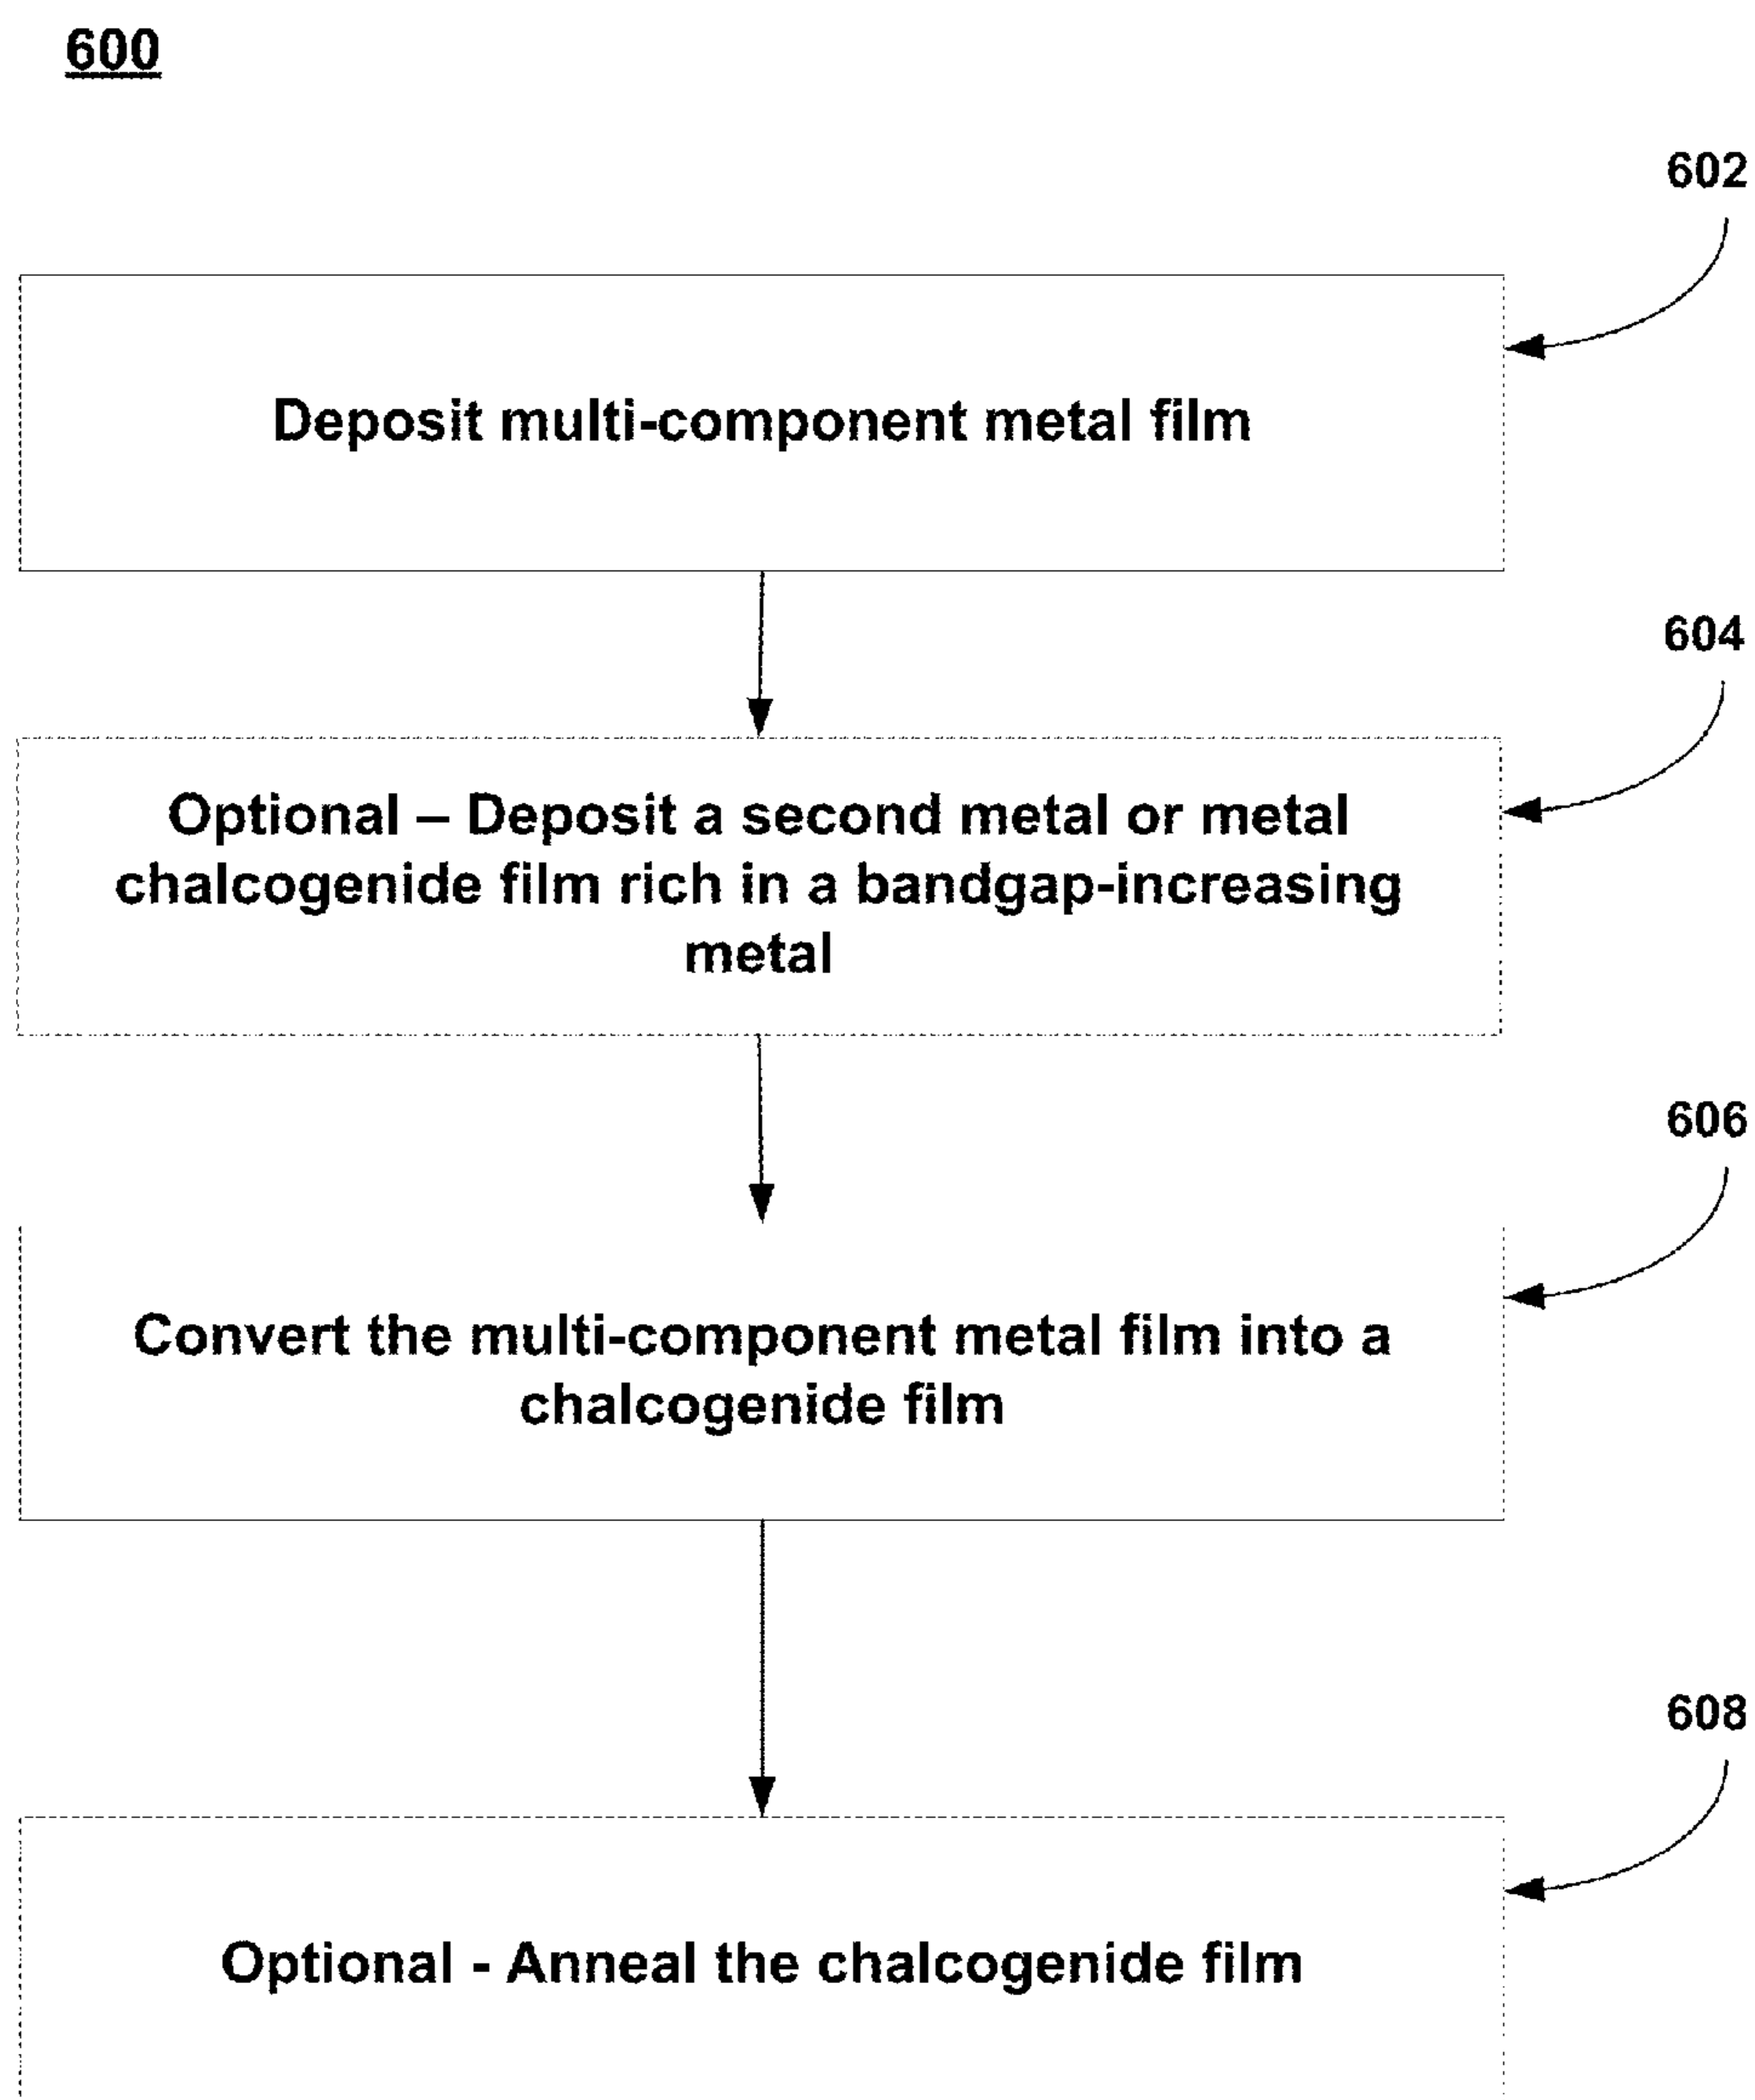 600
602
Deposit multi-component metal film
604
Optional – Deposit a second metal or metal
chalcogenide film rich in a bandgap-increasing
metal
606
Convert the multi-component metal film into a
chalcogenide film
608
Optional - Anneal the chalcogenide film